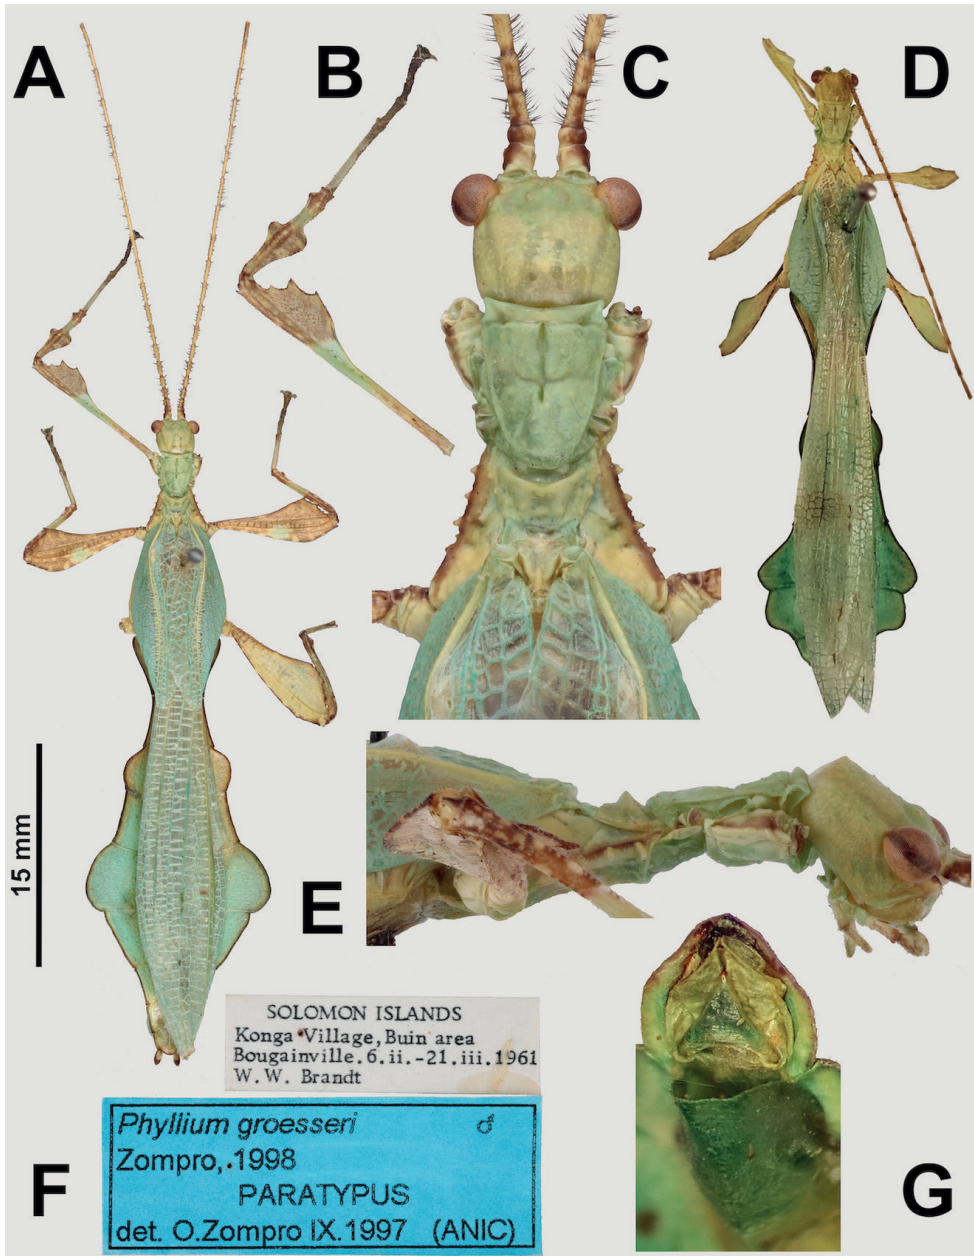 A
B
C
D
15 mm
E
SOLOMON ISLANDS
Konga Village, Buin area
Bougainville. 6. ii. -21. iii. 1961
W. W. Brandt
Phyllium groesseri ♂
Zompro, 1998
PARATYPUS
det. O.Zompro IX.1997 (ANIC)
F
G